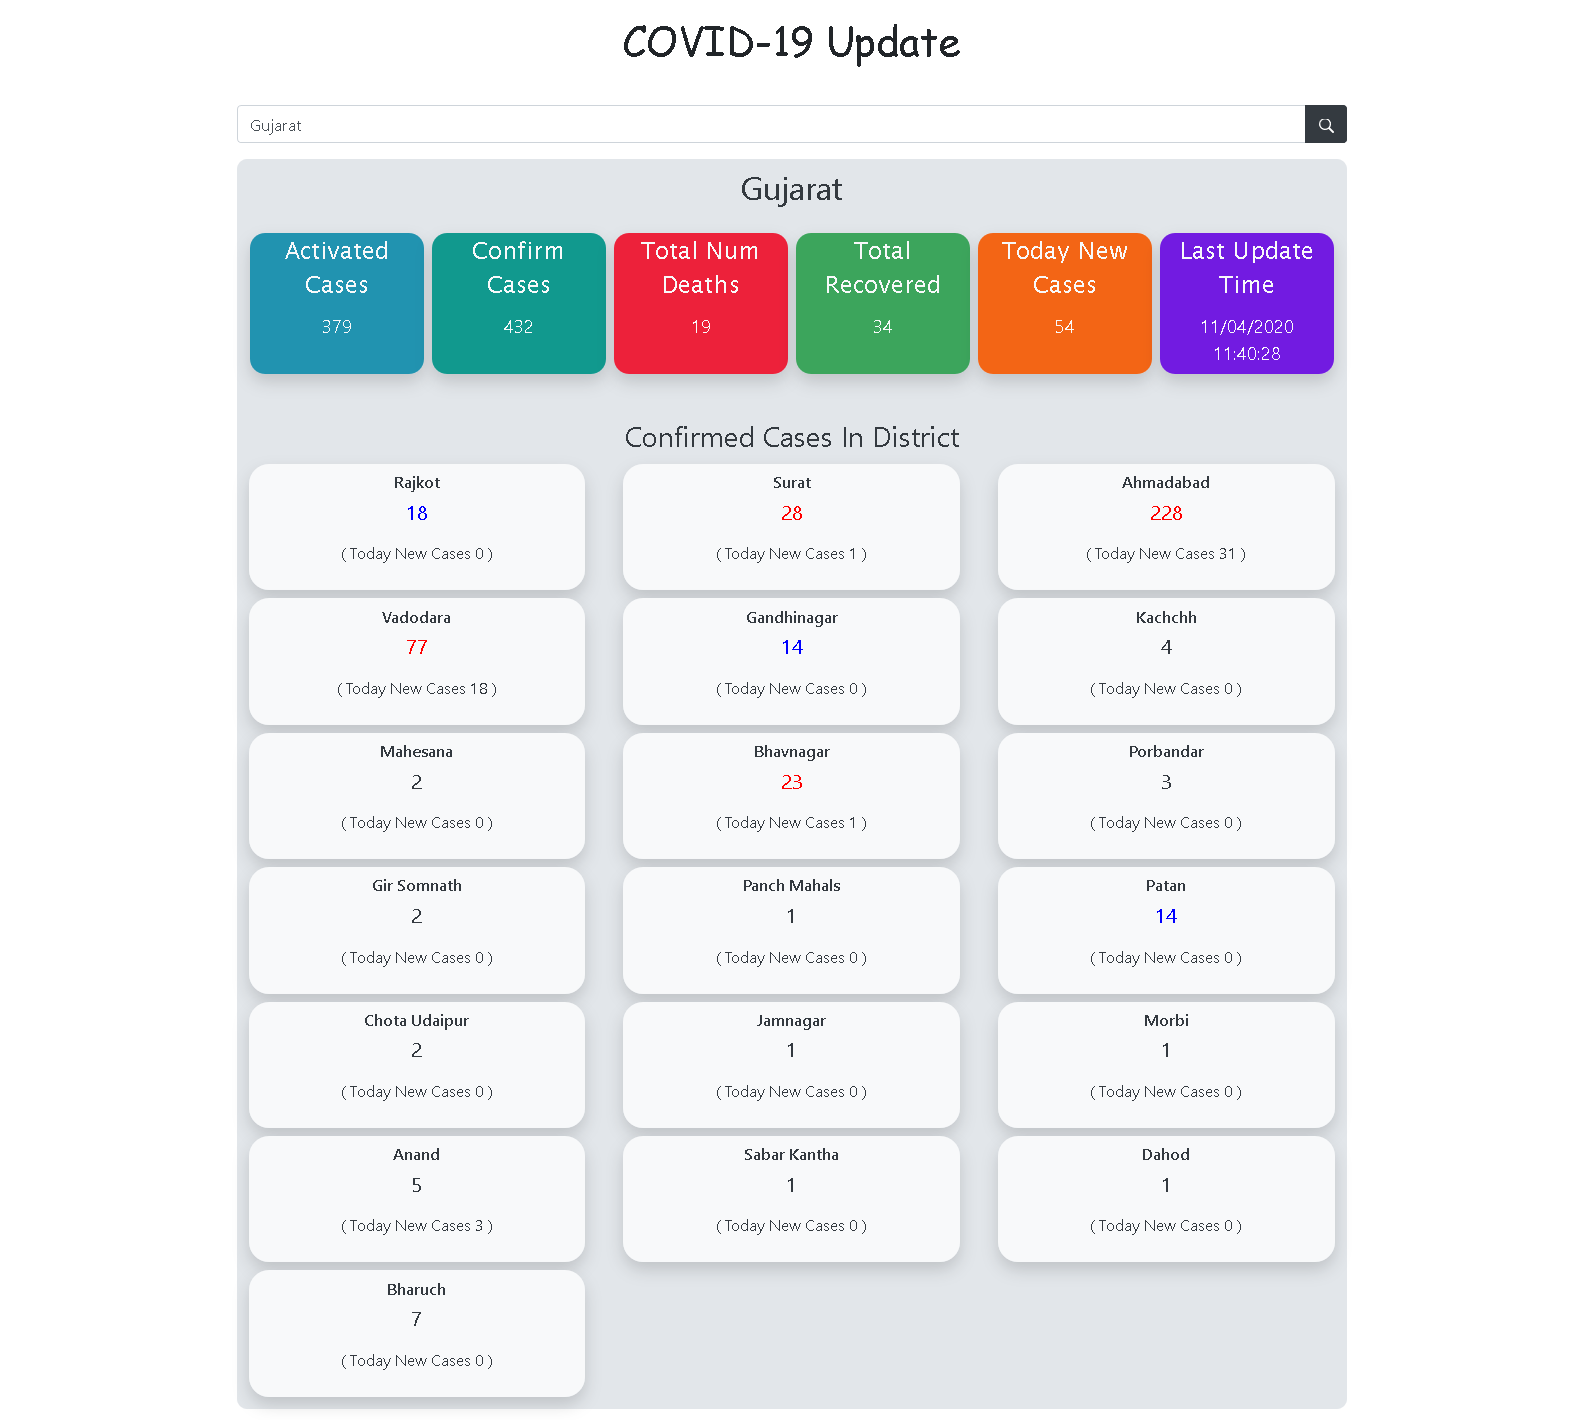 COVID-19 Update
Gujarat
Gujarat
Activated
Cases
379
Confirm
Cases
432
Total Num
Deaths
19
Total
Recovered
34
Today New
Cases
54
Last Update
Time
11/04/2020
11:40:28
Confirmed Cases In District
Rajkot
18
( Today New Cases 0 )
Surat
28
( Today New Cases 1 )
Ahmadabad
228
( Today New Cases 31 )
Vadodara
77
( Today New Cases 18 )
Gandhinagar
14
( Today New Cases 0 )
Kachchh
4
( Today New Cases 0 )
Mahesana
2
( Today New Cases 0 )
Bhavnagar
23
( Today New Cases 1 )
Porbandar
3
( Today New Cases 0 )
Gir Somnath
2
( Today New Cases 0 )
Panch Mahals
1
( Today New Cases 0 )
Patan
14
( Today New Cases 0 )
Chota Udaipur
2
( Today New Cases 0 )
Jamnagar
1
( Today New Cases 0 )
Morbi
1
( Today New Cases 0 )
Anand
5
( Today New Cases 3 )
Sabar Kantha
1
( Today New Cases 0 )
Dahod
1
( Today New Cases 0 )
Bharuch
7
( Today New Cases 0 )